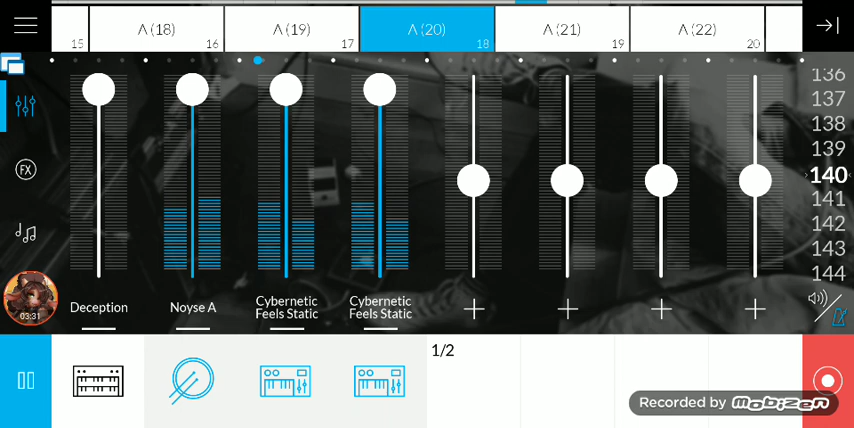 Λ (18)
Λ (19)
Λ (20)
Λ (21)
Λ (22)
15
16
17
18
19
20
136
137
138
139
140
141
142
143
144
FX
03:31
Deception
Noyse A
Cybernetic
Feels Static
Cybernetic
Feels Static
1/2
Recorded by Mobizen